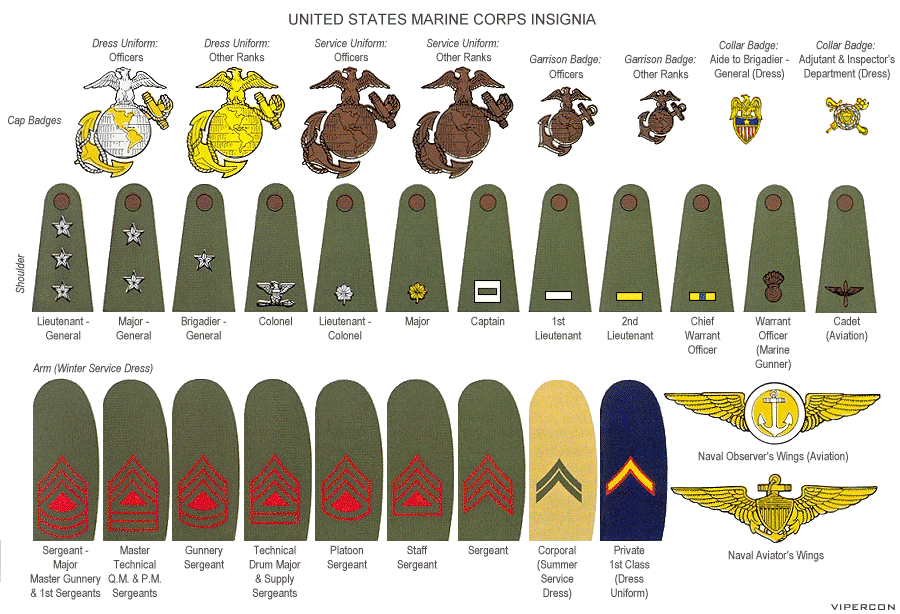 UNITED STATES MARINE CORPS INSIGNIA
Dress Uniform:
Officers
Dress Uniform:
Other Ranks
Service Uniform:
Officers
Service Uniform:
Other Ranks
Garrison Badge:
Officers
Garrison Badge:
Other Ranks
Collar Badge:
Aide to Brigadier -
General (Dress)
Collar Badge:
Adjutant & Inspector's
Department (Dress)
Cap Badges
Shoulder
Lieutenant -
General
Major -
General
Brigadier -
General
Colonel
Lieutenant -
Colonel
Major
Captain
1st
Lieutenant
2nd
Lieutenant
Chief
Warrant
Officer
Warrant
Officer
(Marine
Gunner)
Cadet
(Aviation)
Arm (Winter Service Dress)
Naval Observer's Wings (Aviation)
Naval Aviator's Wings
Sergeant -
Major
Master Gunnery
& 1st Sergeants
Master
Technical
Q.M. & P.M.
Sergeants
Gunnery
Sergeant
Technical
Drum Major
& Supply
Sergeants
Platoon
Sergeant
Staff
Sergeant
Sergeant
Corporal
(Summer
Service
Dress)
Private
1st Class
(Dress
Uniform)
VIPERCON